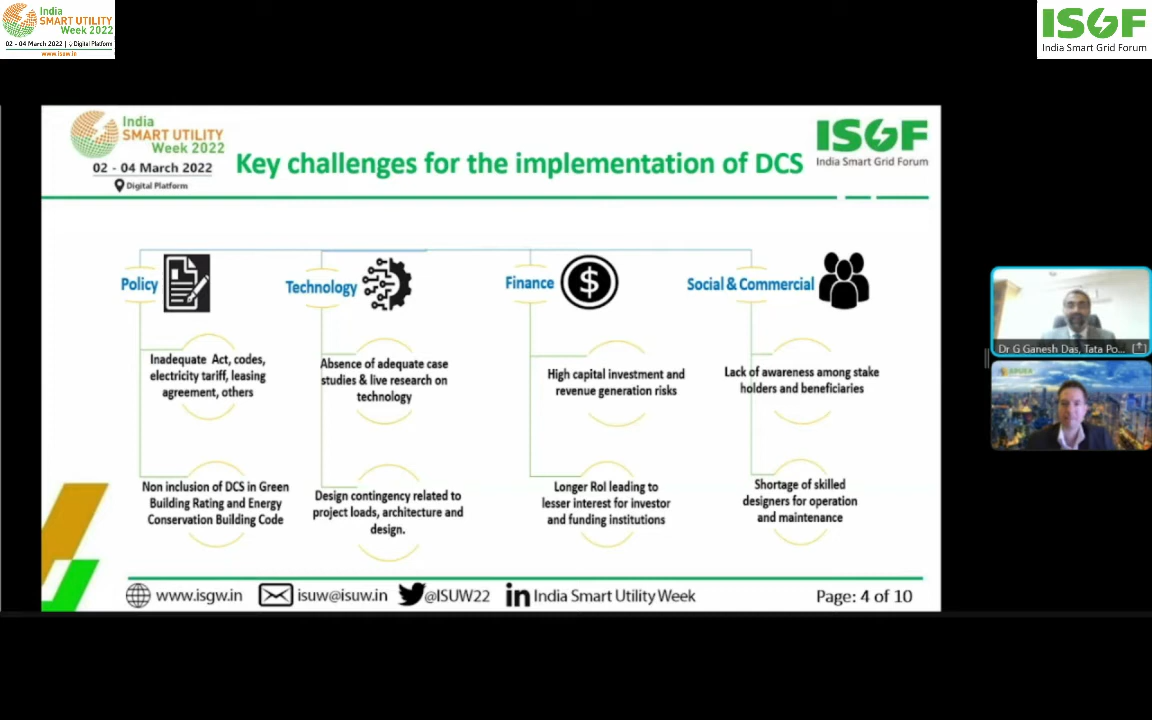 India
SMART UTILITY
Week 2022
02 - 04 March 2022 | Digital Platform
www.isuw.in
ISGF
India Smart Grid Forum
India
SMART UTILITY
Week 2022
02 - 04 March 2022
Digital Platform
Key challenges for the implementation of DCS
ISGF
India Smart Grid Forum
Policy
Technology
Finance
Social & Commercial
Inadequate Act, codes,
electricity tariff, leasing
agreement, others
Absence of adequate case
studies & live research on
technology
High capital investment and
revenue generation risks
Lack of awareness among stake
holders and beneficiaries
Non inclusion of DCS in Green
Building Rating and Energy
Conservation Building Code
Design contingency related to
project loads, architecture and
design.
Longer RoI leading to
lesser interest for investor
and funding institutions
Shortage of skilled
designers for operation
and maintenance
www.isgw.in
isuw@isuw.in
@ISUW22
in India Smart Utility Week
Page: 4 of 10
Dr G Ganesh Das, Tata Po...